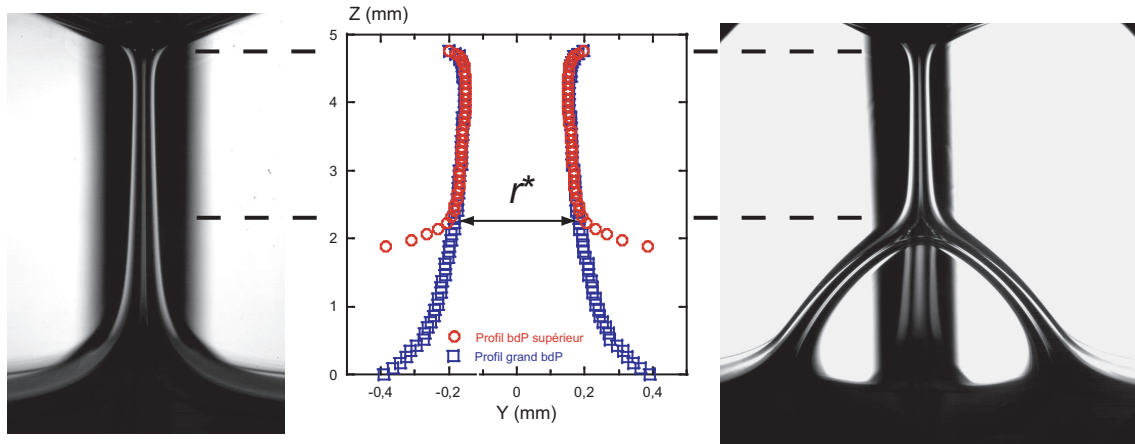 Z (mm)
5
4
r*
3
2
1
Profil bdP supérieur
Profil grand bdP
0
-0,4 -0,2 0 0,2 0,4
Y (mm)